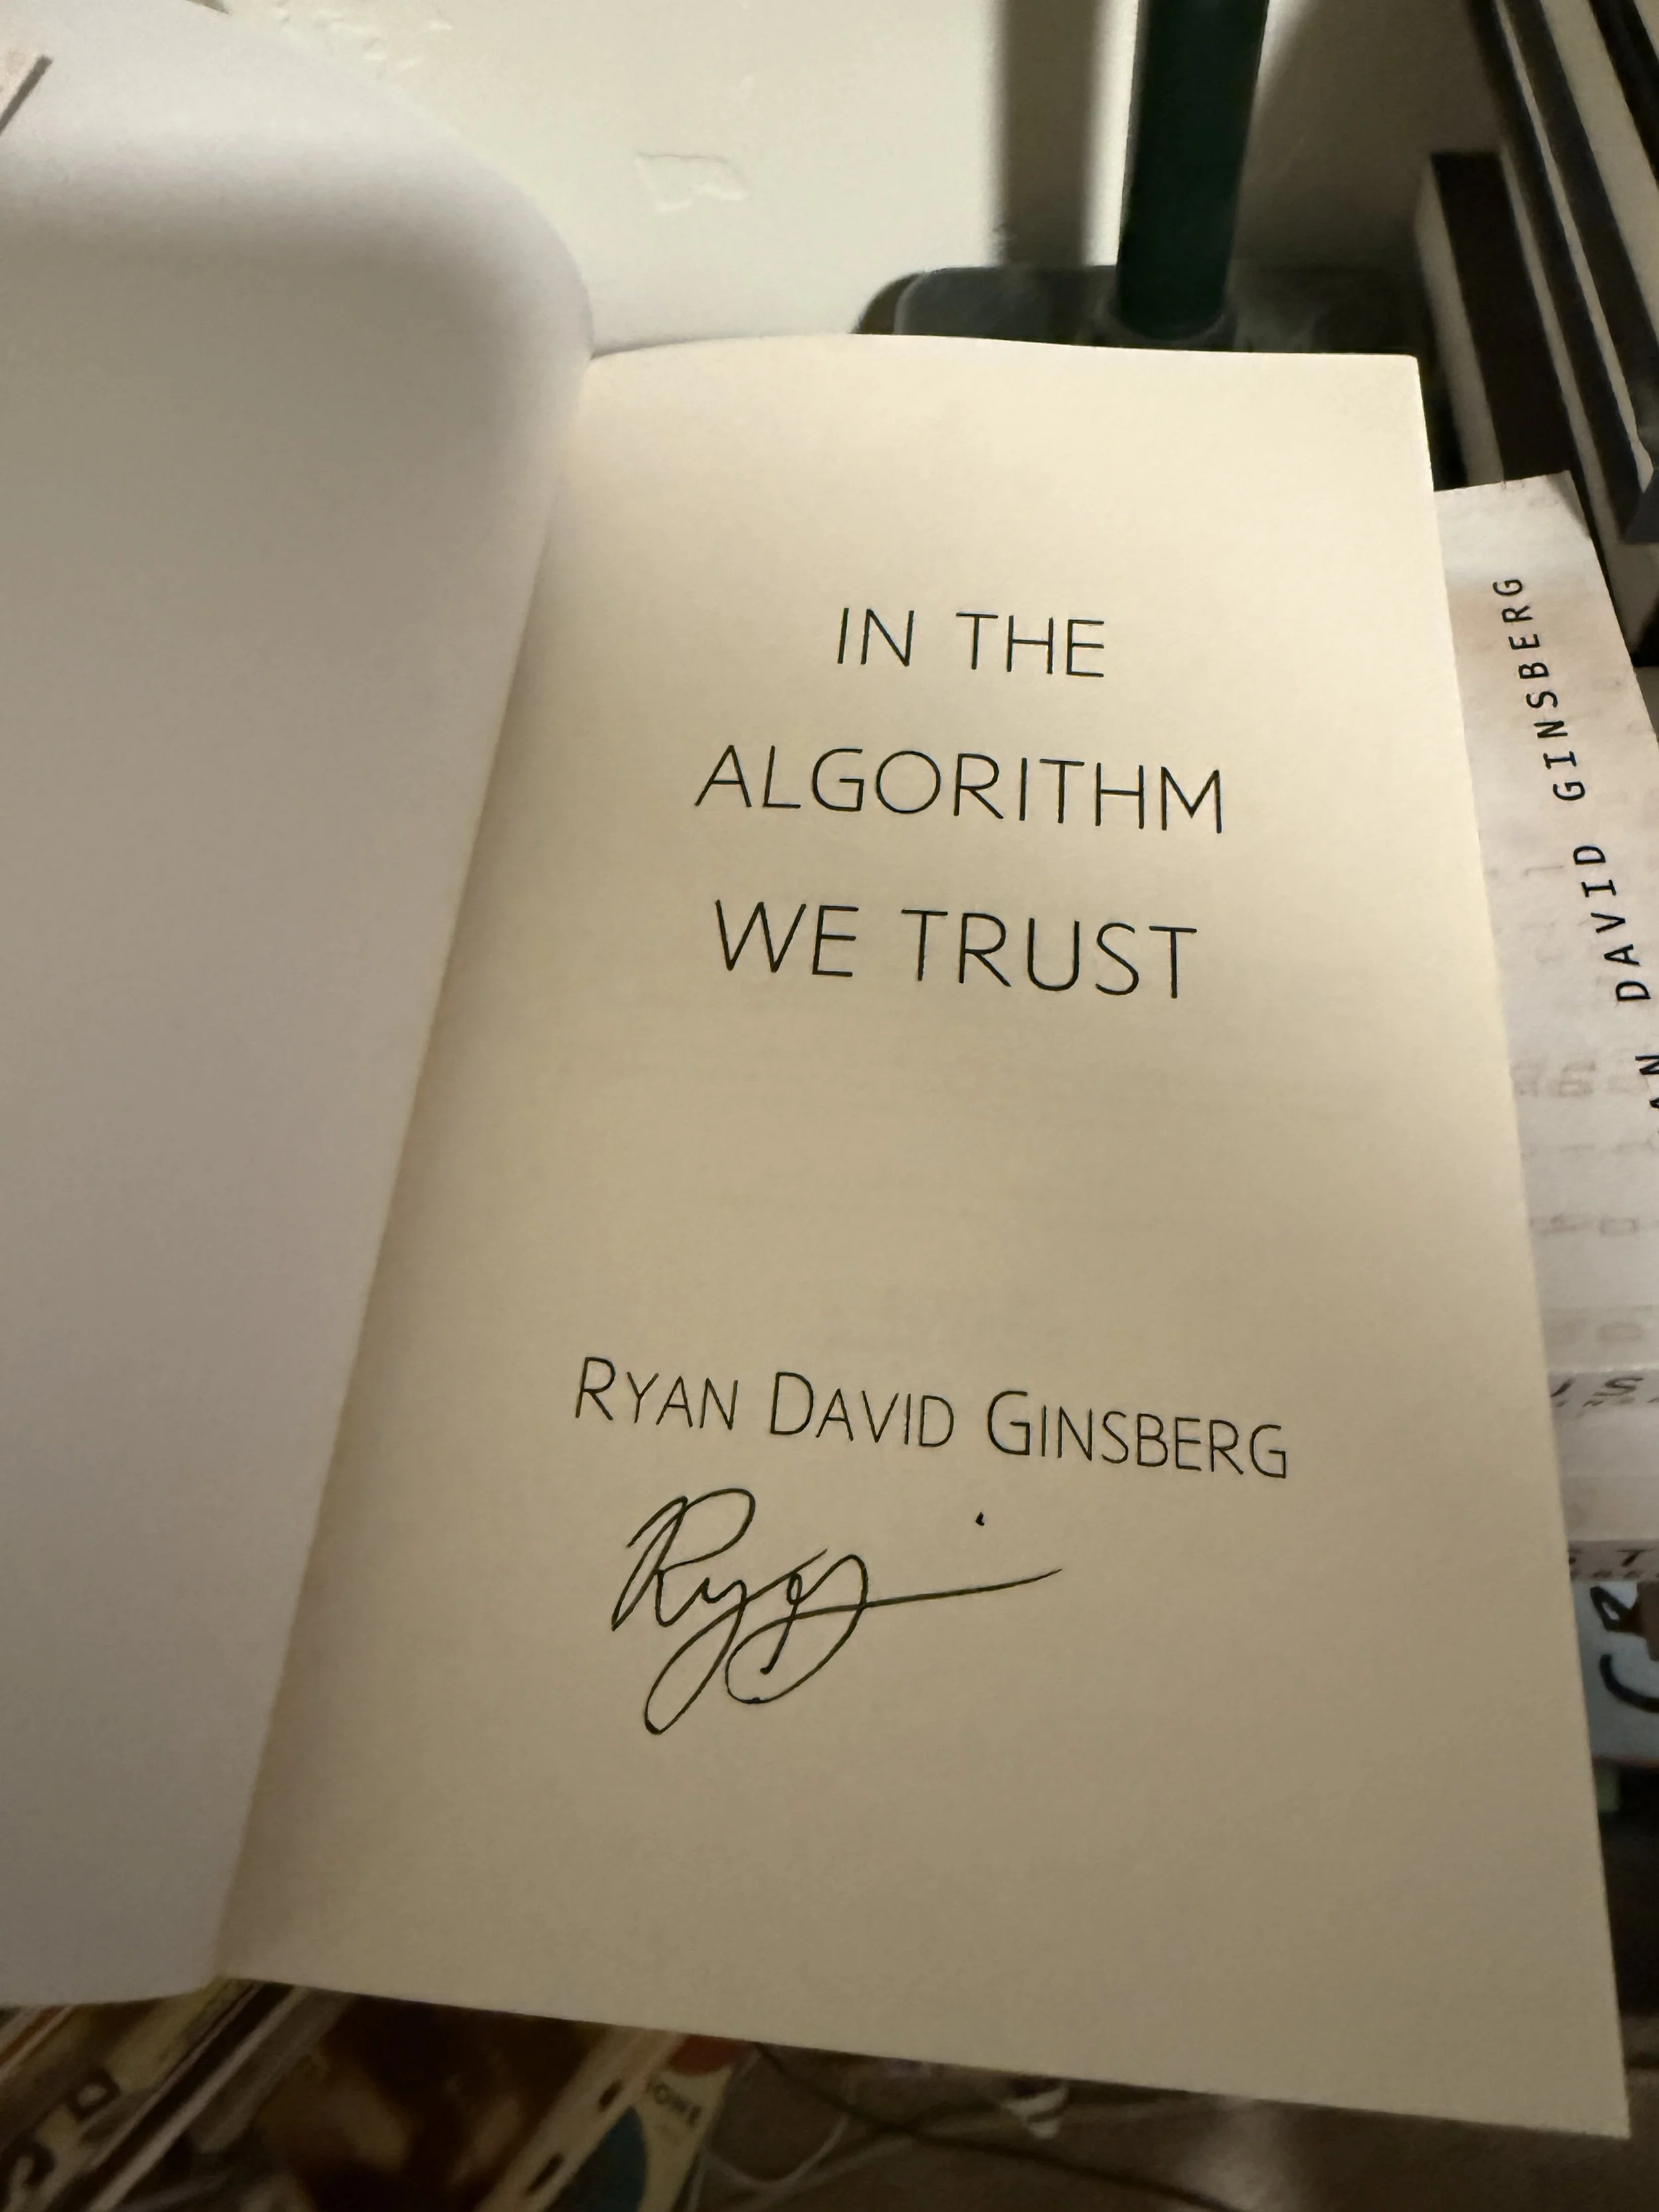 IN THE
ALGORITHM
WE TRUST
RYAN DAVID GINSBERG
DAVID GINSBERG